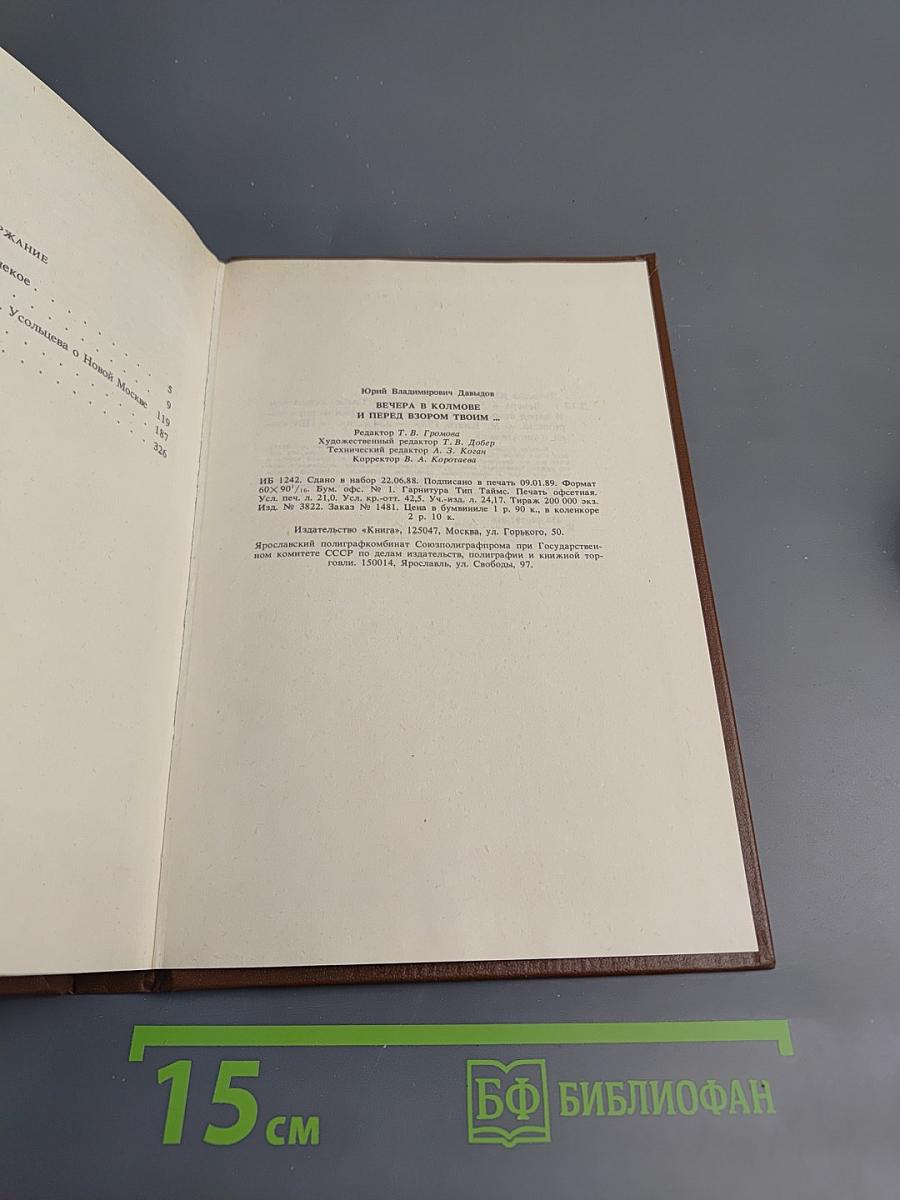 РЖАНИЕ
лекое . . . . .
. Усольцева о Новой Москве
5
9
119
187
326
Юрий Владимирович Давыдов
ВЕЧЕРА В КОЛМОВЕ
И ПЕРЕД ВЗОРОМ ТВОИМ ...
Редактор Т. В. Громова
Художественный редактор Т. В. Добер
Технический редактор А. З. Коган
Корректор В. А. Коротаева
ИБ 1242. Сдано в набор 22.06.88. Подписано в печать 09.01.89. Формат
60×90¹/₁₆. Бум. офс. № 1. Гарнитура Тип Таймс. Печать офсетная.
Усл. печ. л. 21,0. Усл. кр.-отт. 42,5. Уч.-изд. л. 24,17. Тираж 200 000 экз.
Изд. № 3822. Заказ № 1481. Цена в бумвиниле 1 р. 90 к., в коленкоре
2 р. 10 к.
Издательство «Книга», 125047, Москва, ул. Горького, 50.
Ярославский полиграфкомбинат Союзполиграфпрома при Государствен-
ном комитете СССР по делам издательств, полиграфии и книжной тор-
говли. 150014, Ярославль, ул. Свободы, 97.
15 см
БФ БИБЛИОФАН